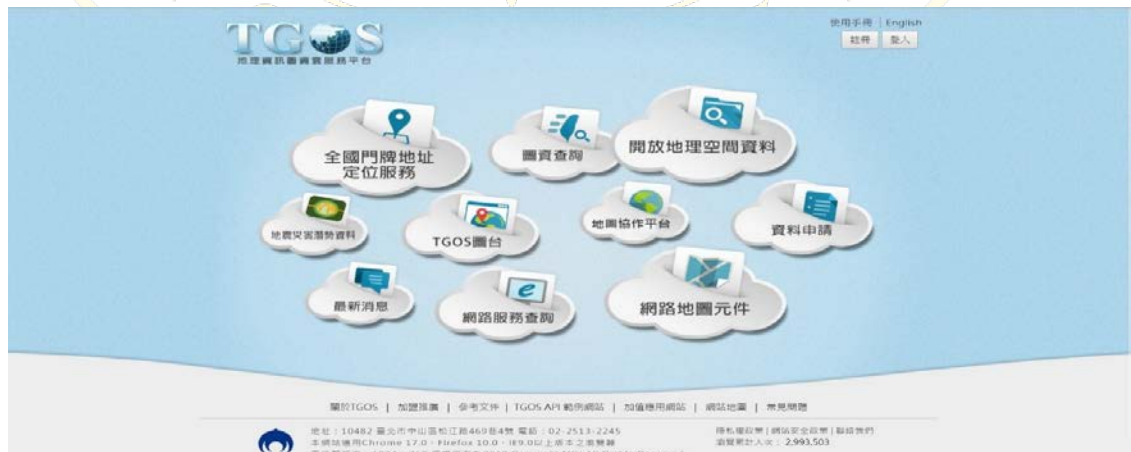 TGOS
地理資訊圖資雲服務平台
使用手冊 | English
註冊 登入
全國門牌地址
定位服務
圖資查詢
開放地理空間資料
地震災害潛勢資料
TGOS圖台
地圖協作平台
資料申請
最新消息
網路服務查詢
網路地圖元件
關於TGOS | 加盟推廣 | 參考文件 | TGOS API 範例網站 | 加值應用網站 | 網站地圖 | 常見問題
地址：10482 臺北市中山區松江路469巷4號 電話：02-2513-2245
隱私權政策 | 網站安全政策 | 聯絡我們
本網站適用Chrome 17.0、Firefox 10.0、IE9.0以上版本之瀏覽器
瀏覽累計人次：2,993,503